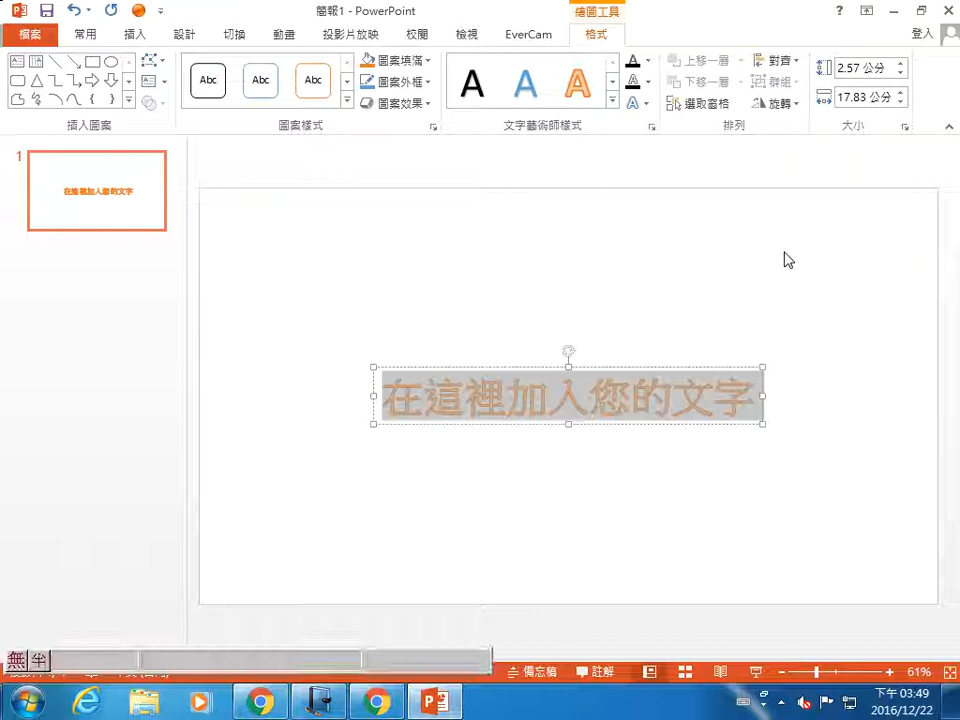 簡報1 - PowerPoint
繪圖工具
檔案 常用 插入 設計 切換 動畫 投影片放映 校閱 檢視 EverCam 格式 登入
Abc Abc Abc
圖案填滿
圖案外框
圖案效果
A A A
上移一層 對齊
下移一層 群組
選取窗格 旋轉
2.57 公分
17.83 公分
插入圖案 圖案樣式 文字藝術師樣式 排列 大小
1
在這裡加入您的文字
在這裡加入您的文字
無 半
備忘稿 註解 61%
下午 03:49
2016/12/22